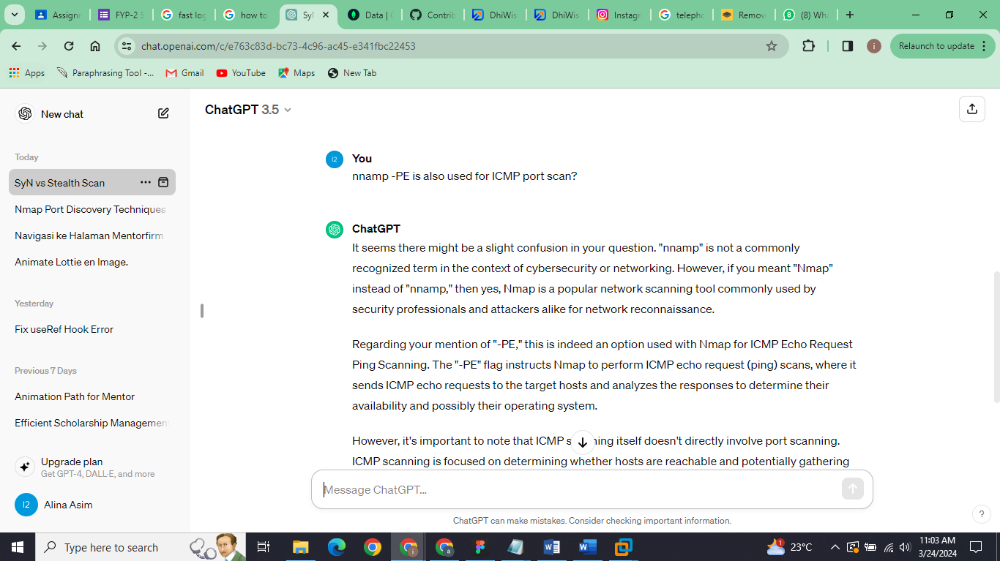 Assignm
FYP-2 S
fast log
how to
SyN
Data | C
Contrib
DhiWis
DhiWis
Instagra
telepho
Remov
(8) Wha
chat.openai.com/c/e763c83d-bc73-4c96-ac45-e341fbc22453
i
Relaunch to update
Apps
Paraphrasing Tool -...
Gmail
YouTube
Maps
New Tab
New chat
ChatGPT 3.5
Today
SyN vs Stealth Scan
Nmap Port Discovery Techniques
Navigasi ke Halaman Mentorfirm
Animate Lottie en Image.
Yesterday
Fix useRef Hook Error
Previous 7 Days
Animation Path for Mentor
Efficient Scholarship Management
Upgrade plan
Get GPT-4, DALL·E, and more
I2
Alina Asim
I2
You
nnamp -PE is also used for ICMP port scan?
ChatGPT
It seems there might be a slight confusion in your question. "nnamp" is not a commonly
recognized term in the context of cybersecurity or networking. However, if you meant "Nmap"
instead of "nnamp," then yes, Nmap is a popular network scanning tool commonly used by
security professionals and attackers alike for network reconnaissance.
Regarding your mention of "-PE," this is indeed an option used with Nmap for ICMP Echo Request
Ping Scanning. The "-PE" flag instructs Nmap to perform ICMP echo request (ping) scans, where it
sends ICMP echo requests to the target hosts and analyzes the responses to determine their
availability and possibly their operating system.
However, it's important to note that ICMP s ning itself doesn't directly involve port scanning.
ICMP scanning is focused on determining whether hosts are reachable and potentially gathering
Message ChatGPT...
ChatGPT can make mistakes. Consider checking important information.
?
Type here to search
1
23°C
11:03 AM
3/24/2024